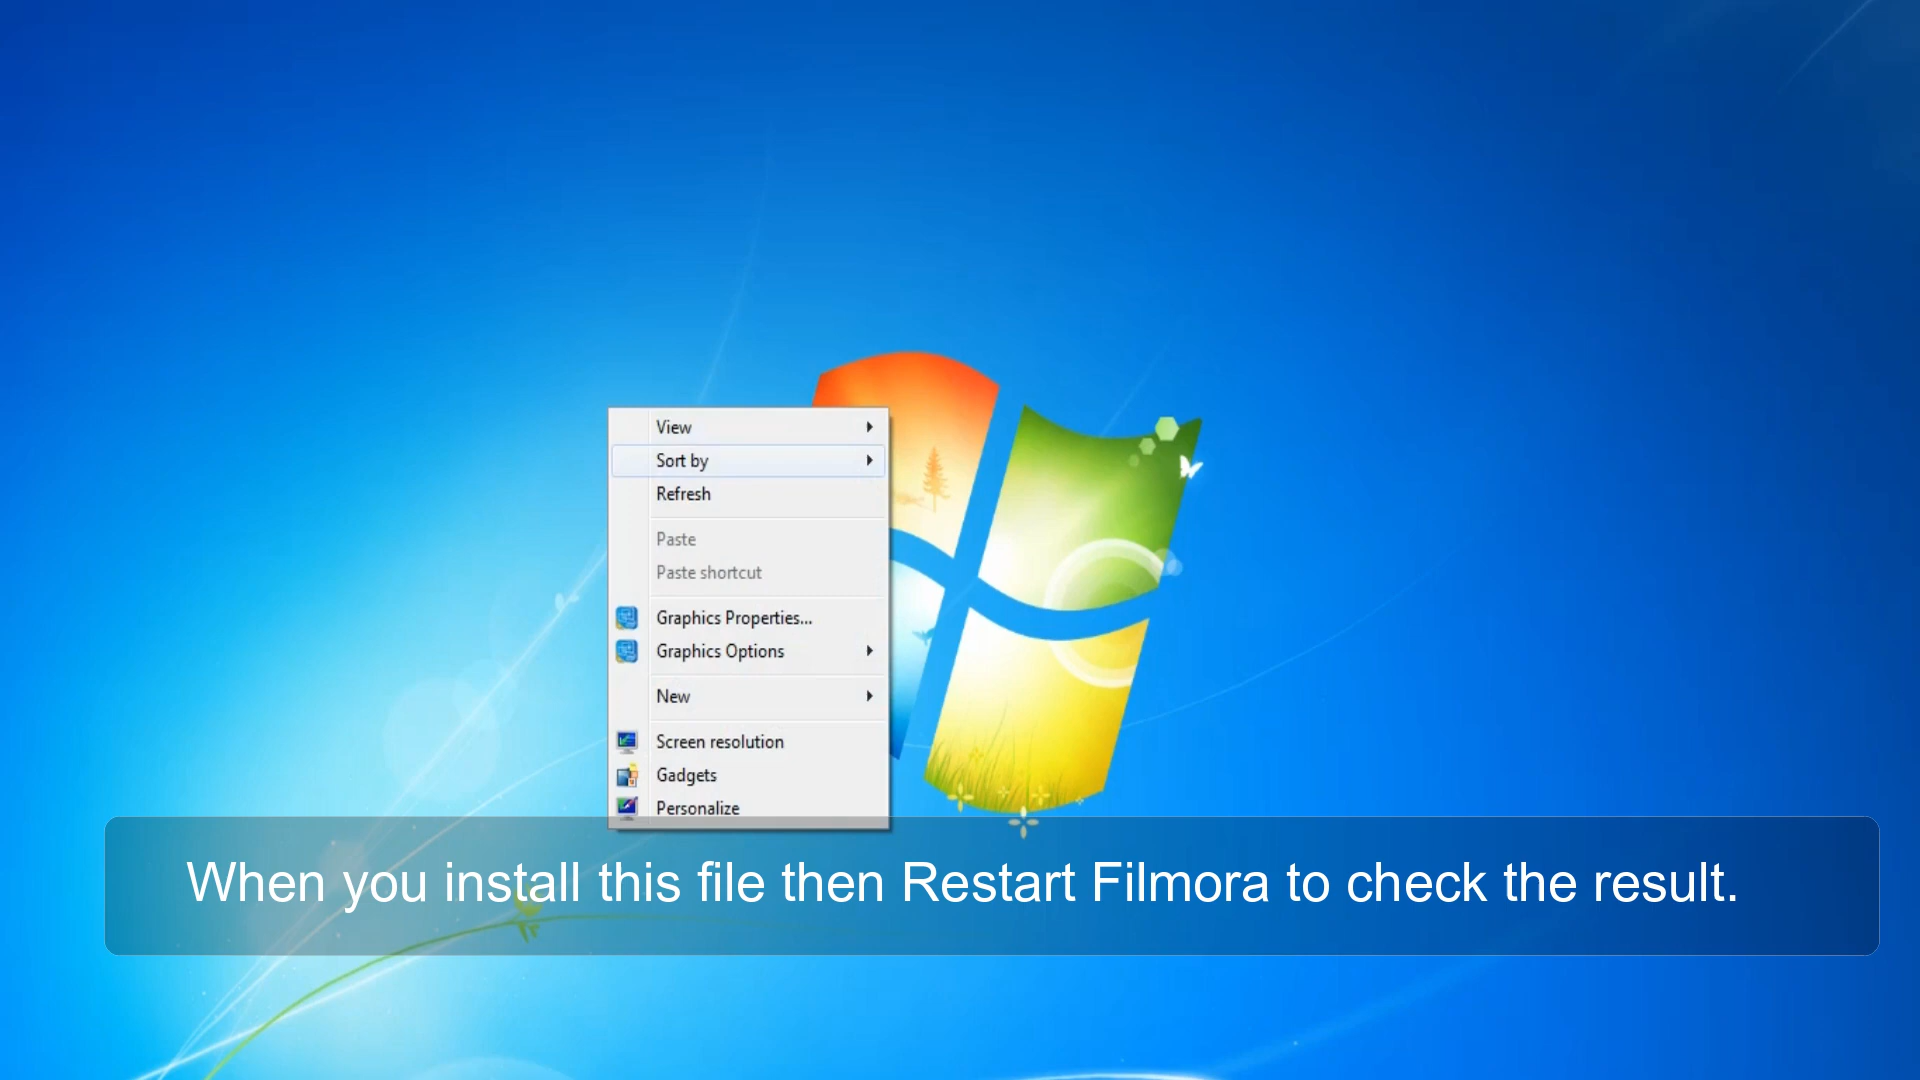 View
Sort by
Refresh
Paste
Paste shortcut
Graphics Properties...
Graphics Options
New
Screen resolution
Gadgets
Personalize
When you install this file then Restart Filmora to check the result.